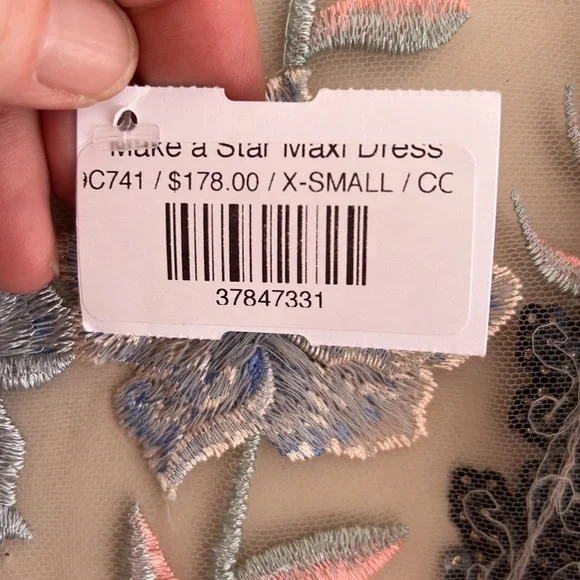 Make a Star Maxi Dress
C741 / $178.00 / X-SMALL / CC
37847331